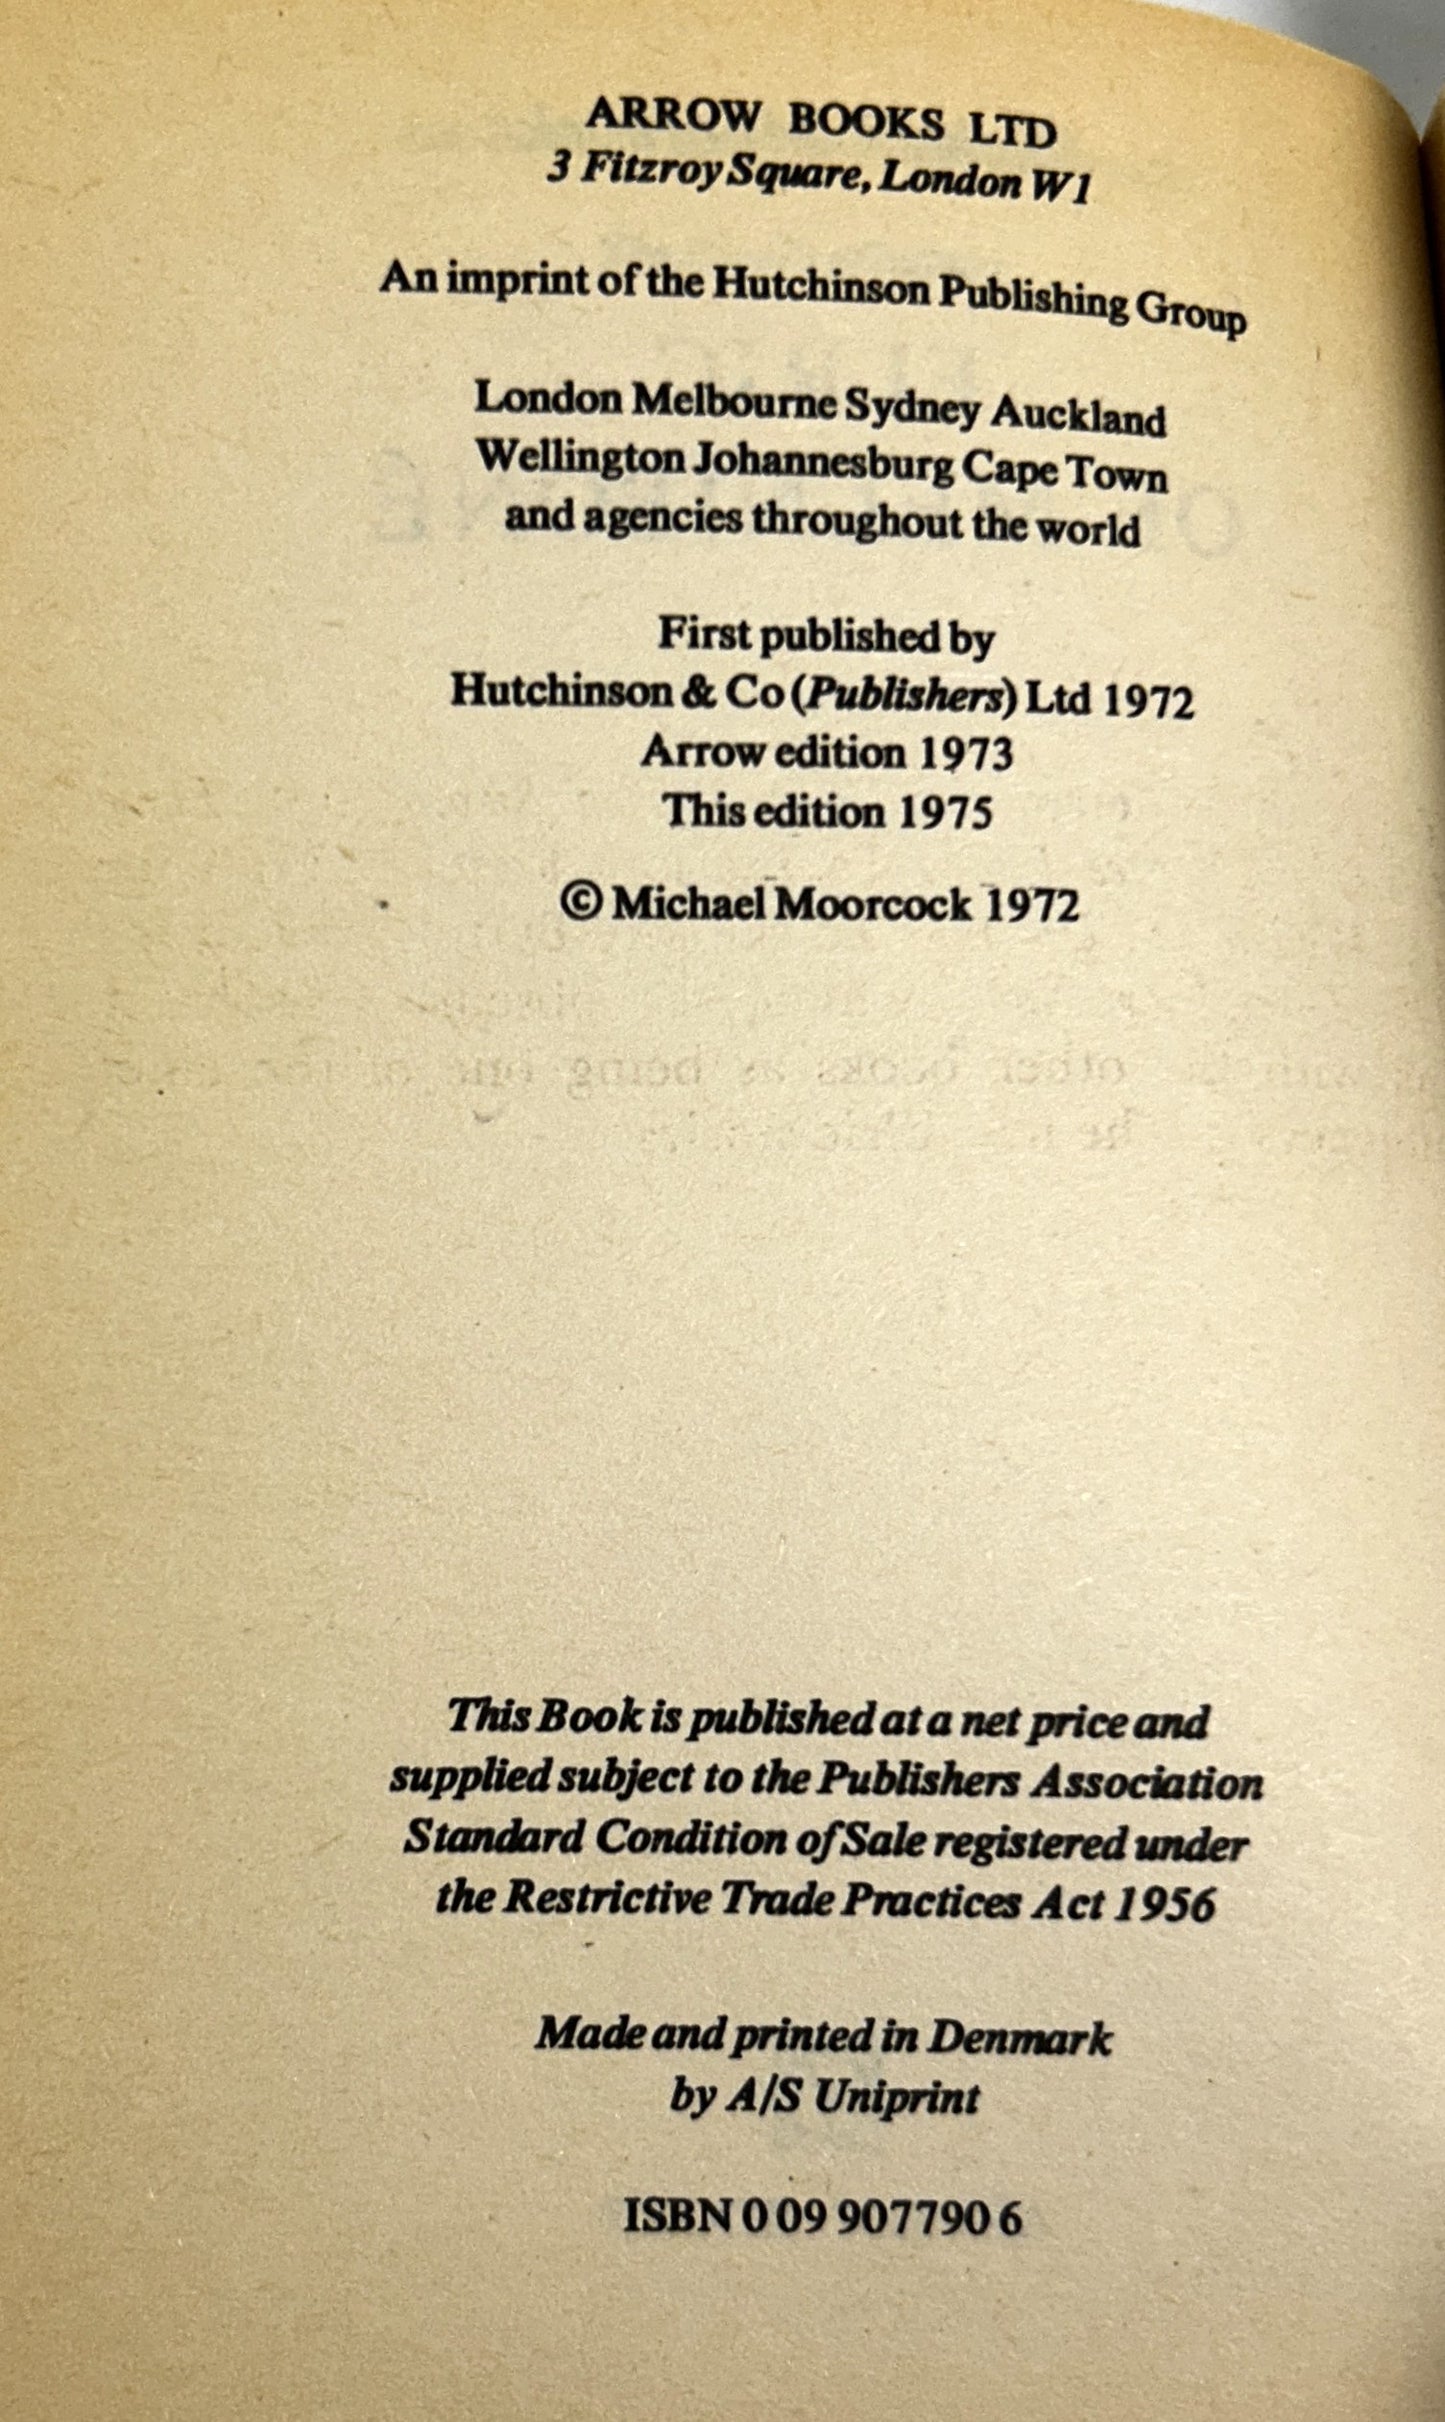 ARROW BOOKS LTD
3 Fitzroy Square, London W1
An imprint of the Hutchinson Publishing Group
London Melbourne Sydney Auckland
Wellington Johannesburg Cape Town
and agencies throughout the world
First published by
Hutchinson & Co (Publishers) Ltd 1972
Arrow edition 1973
This edition 1975
© Michael Moorcock 1972
This Book is published at a net price and
supplied subject to the Publishers Association
Standard Condition of Sale registered under
the Restrictive Trade Practices Act 1956
Made and printed in Denmark
by A/S Uniprint
ISBN 0 09 907790 6